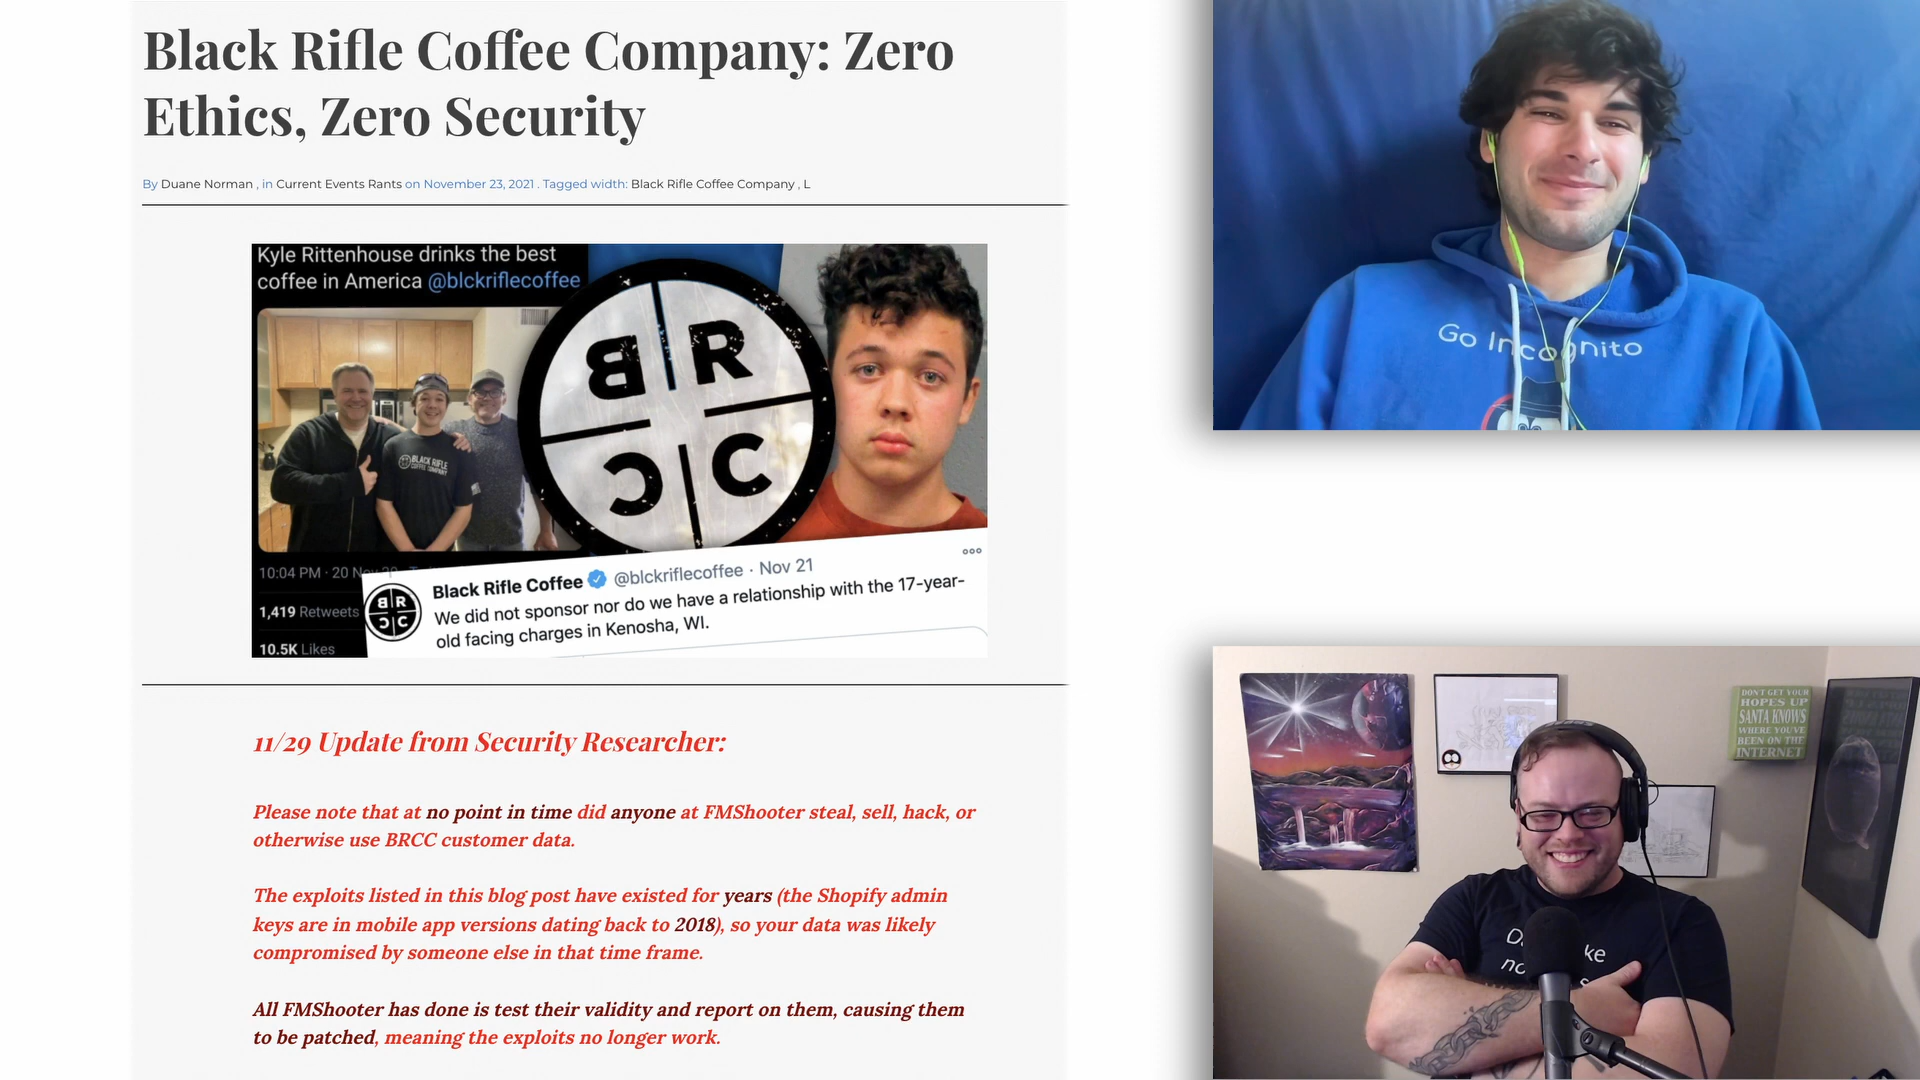 Black Rifle Coffee Company: Zero
Ethics, Zero Security
By Duane Norman , in Current Events Rants on November 23, 2021 . Tagged width: Black Rifle Coffee Company , L
Kyle Rittenhouse drinks the best
coffee in America @blckriflecoffee
B R
C C
BLACK RIFLE
COFFEE COMPANY
10:04 PM · 20 Nov 20
1,419 Retweets
10.5K Likes
B R
C C
Black Rifle Coffee @blckriflecoffee · Nov 21
We did not sponsor nor do we have a relationship with the 17-year-
old facing charges in Kenosha, WI.
11/29 Update from Security Researcher:
Please note that at no point in time did anyone at FMShooter steal, sell, hack, or
otherwise use BRCC customer data.
The exploits listed in this blog post have existed for years (the Shopify admin
keys are in mobile app versions dating back to 2018), so your data was likely
compromised by someone else in that time frame.
All FMShooter has done is test their validity and report on them, causing them
to be patched, meaning the exploits no longer work.
Go Incognito
DON'T GET YOUR
HOPES UP
SANTA KNOWS
WHERE YOU'VE
BEEN ON THE
INTERNET